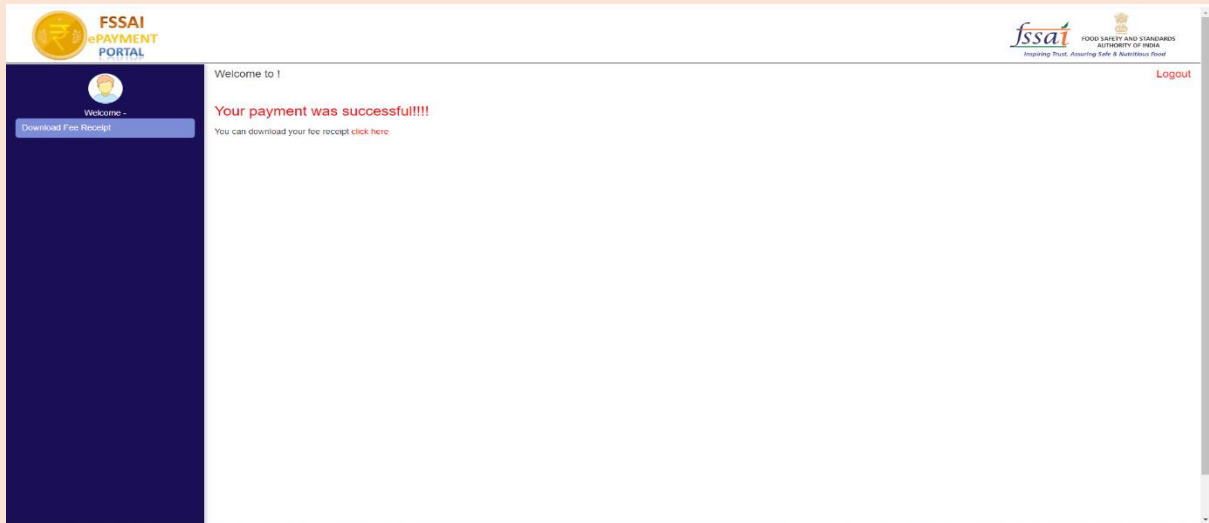 FSSAI
ePAYMENT
PORTAL
fssai
FOOD SAFETY AND STANDARDS
AUTHORITY OF INDIA
Inspiring Trust, Assuring Safe & Nutritious Food
Welcome to !
Logout
Welcome -
Download Fee Receipt
Your payment was successful!!!!
You can download your fee receipt click here